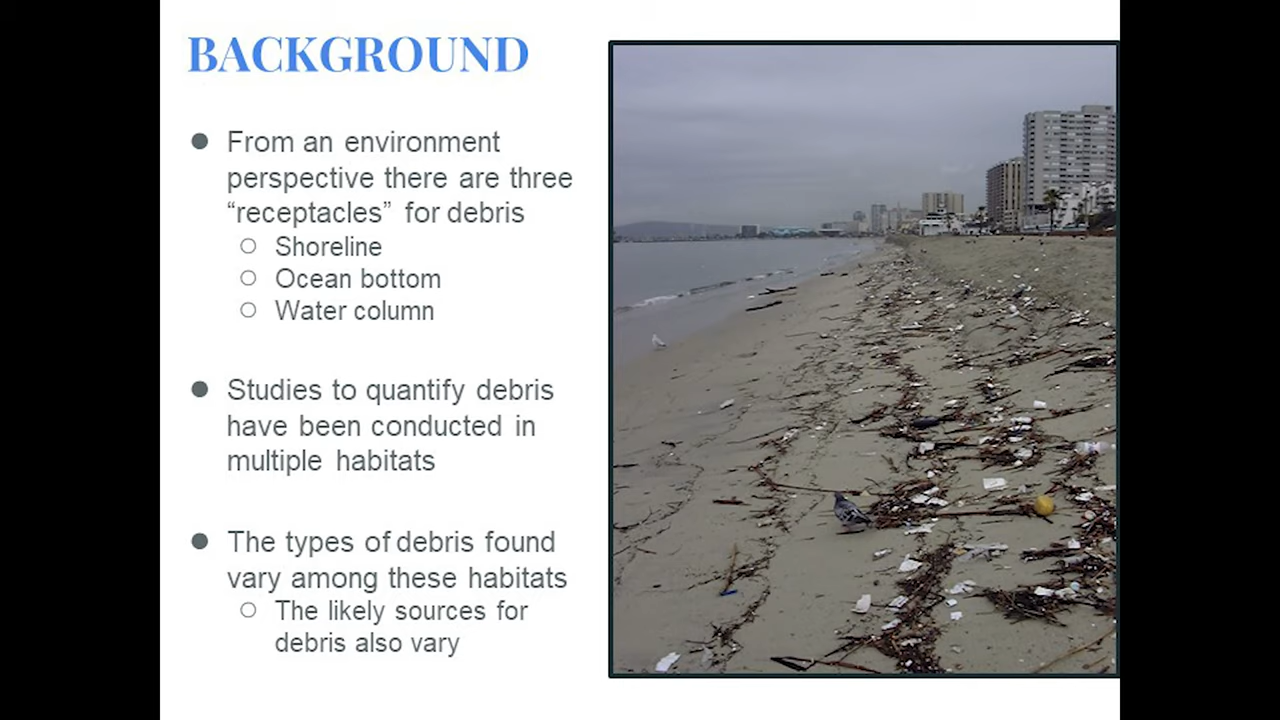 BACKGROUND
● From an environment
perspective there are three
“receptacles” for debris
○ Shoreline
○ Ocean bottom
○ Water column
● Studies to quantify debris
have been conducted in
multiple habitats
● The types of debris found
vary among these habitats
○ The likely sources for
debris also vary